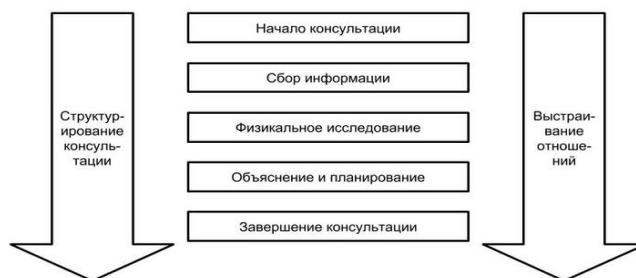 Начало консультации
Сбор информации
Структур-
ирование
консуль-
тации
Физикальное исследование
Выстраи-
вание
отноше-
ний
Объяснение и планирование
Завершение консультации